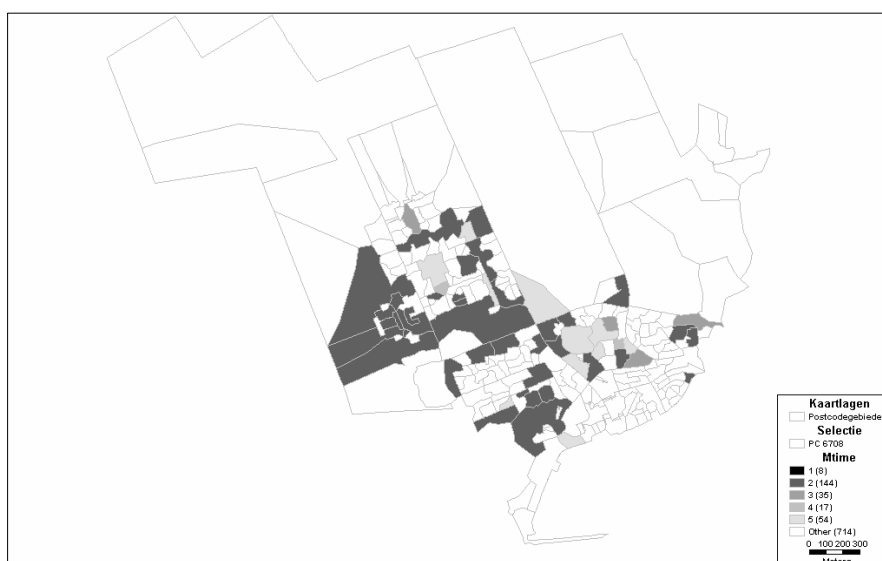 Kaartlagen
Postcodegebiede
Selectie
PC 6708
Mtime
1 (8)
2 (144)
3 (35)
4 (17)
5 (54)
Other (714)
0 100 200 300
Meters